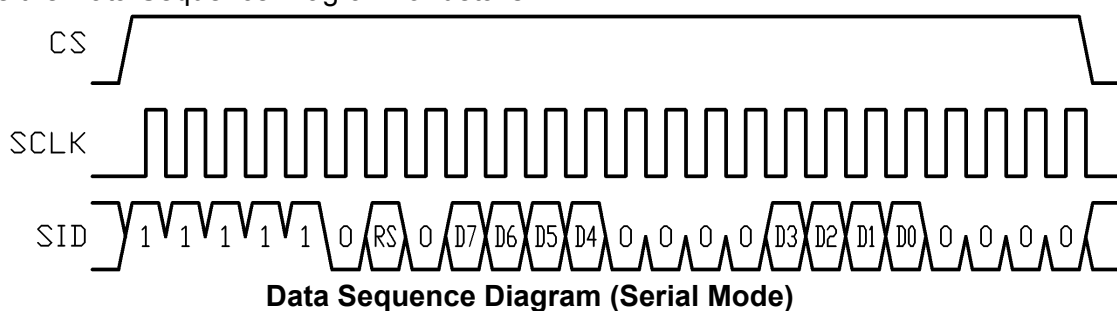 CS
SCLK
SID 1 1 1 1 1 0 RS 0 D7 D6 D5 D4 0 0 0 0 D3 D2 D1 D0 0 0 0 0
Data Sequence Diagram (Serial Mode)